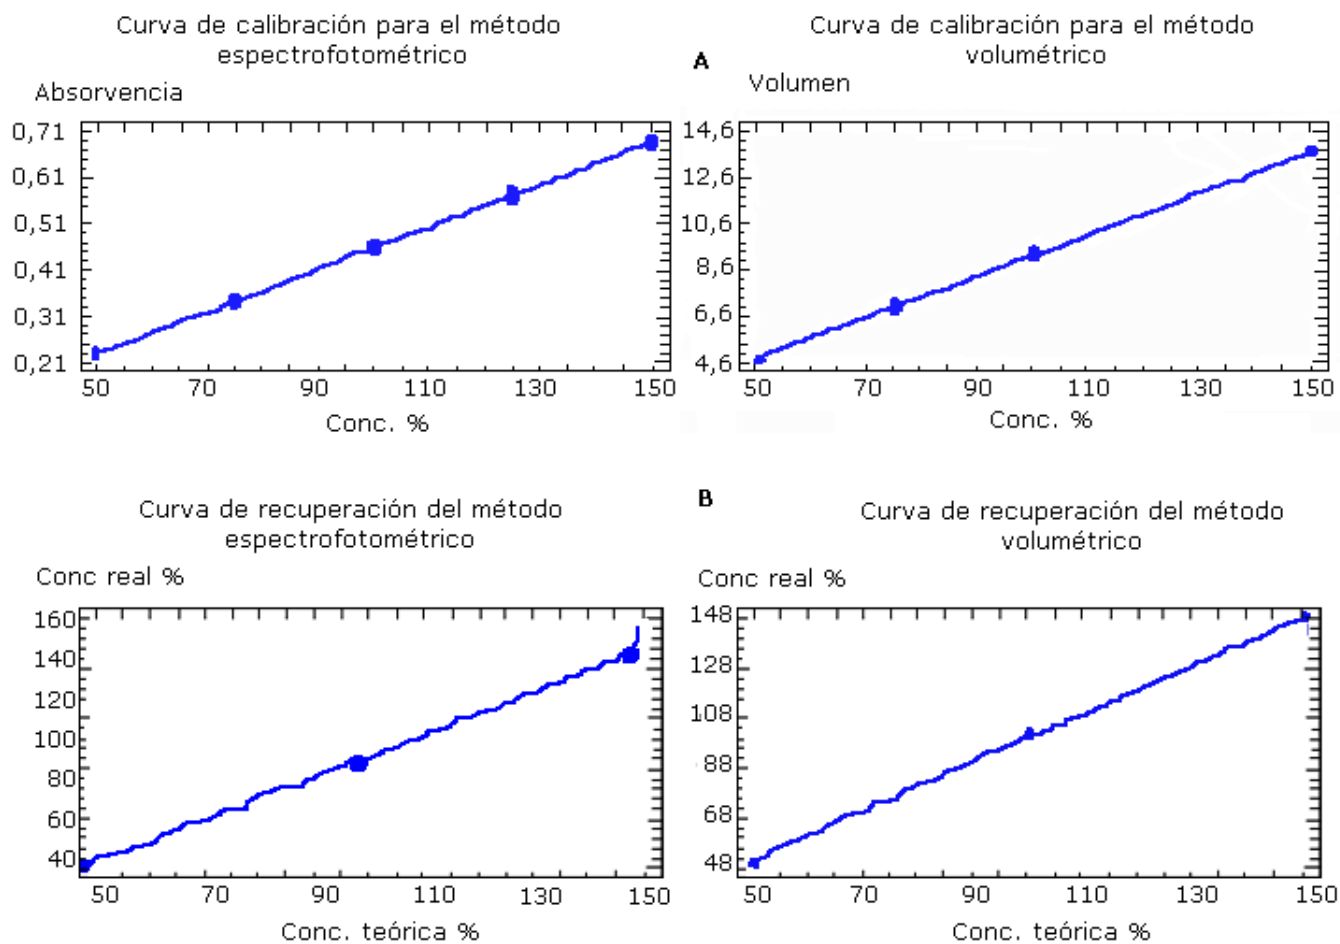 Curva de calibración para el método
espectrofotométrico
Absorvencia
0,71
0,61
0,51
0,41
0,31
0,21
50 70 90 110 130 150
Conc. %
A
Curva de calibración para el método
volumétrico
Volumen
14,6
12,6
10,6
8,6
6,6
4,6
50 70 90 110 130 150
Conc. %
Curva de recuperación del método
espectrofotométrico
Conc real %
160
140
120
100
80
60
40
50 70 90 110 130 150
Conc. teórica %
B
Curva de recuperación del método
volumétrico
Conc real %
148
128
108
88
68
48
50 70 90 110 130 150
Conc. teórica %